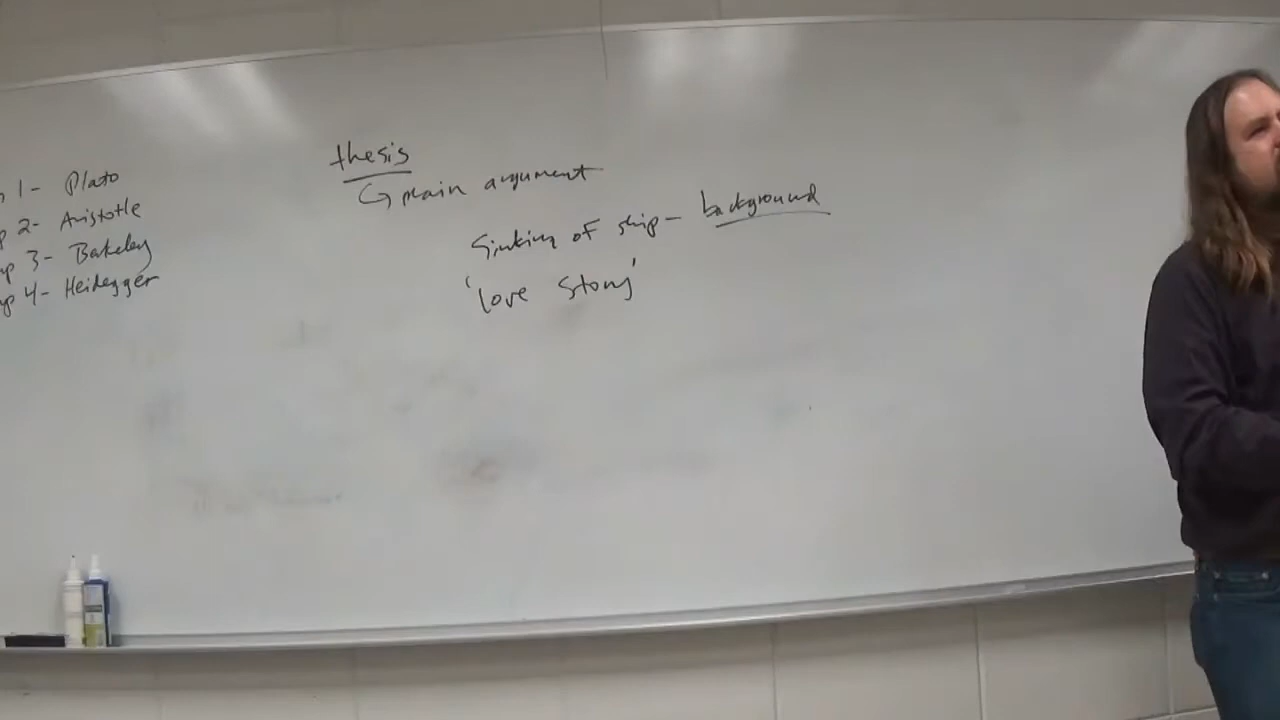 1- Plato
p 2- Aristotle
p 3- Berkeley
p 4- Heidegger
thesis
↳ main argument
Sinking of ship - background
'love story'